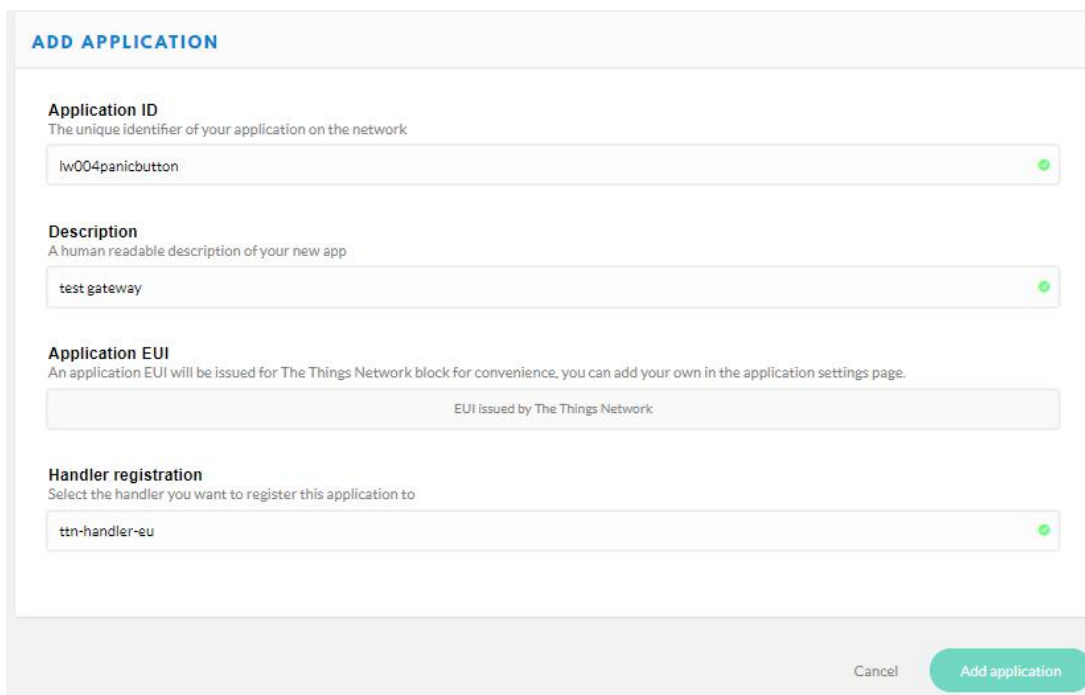 ADD APPLICATION
Application ID
The unique identifier of your application on the network
lw004panicbutton
Description
A human readable description of your new app
test gateway
Application EUI
An application EUI will be issued for The Things Network block for convenience, you can add your own in the application settings page.
EUI issued by The Things Network
Handler registration
Select the handler you want to register this application to
ttn-handler-eu
Cancel Add application